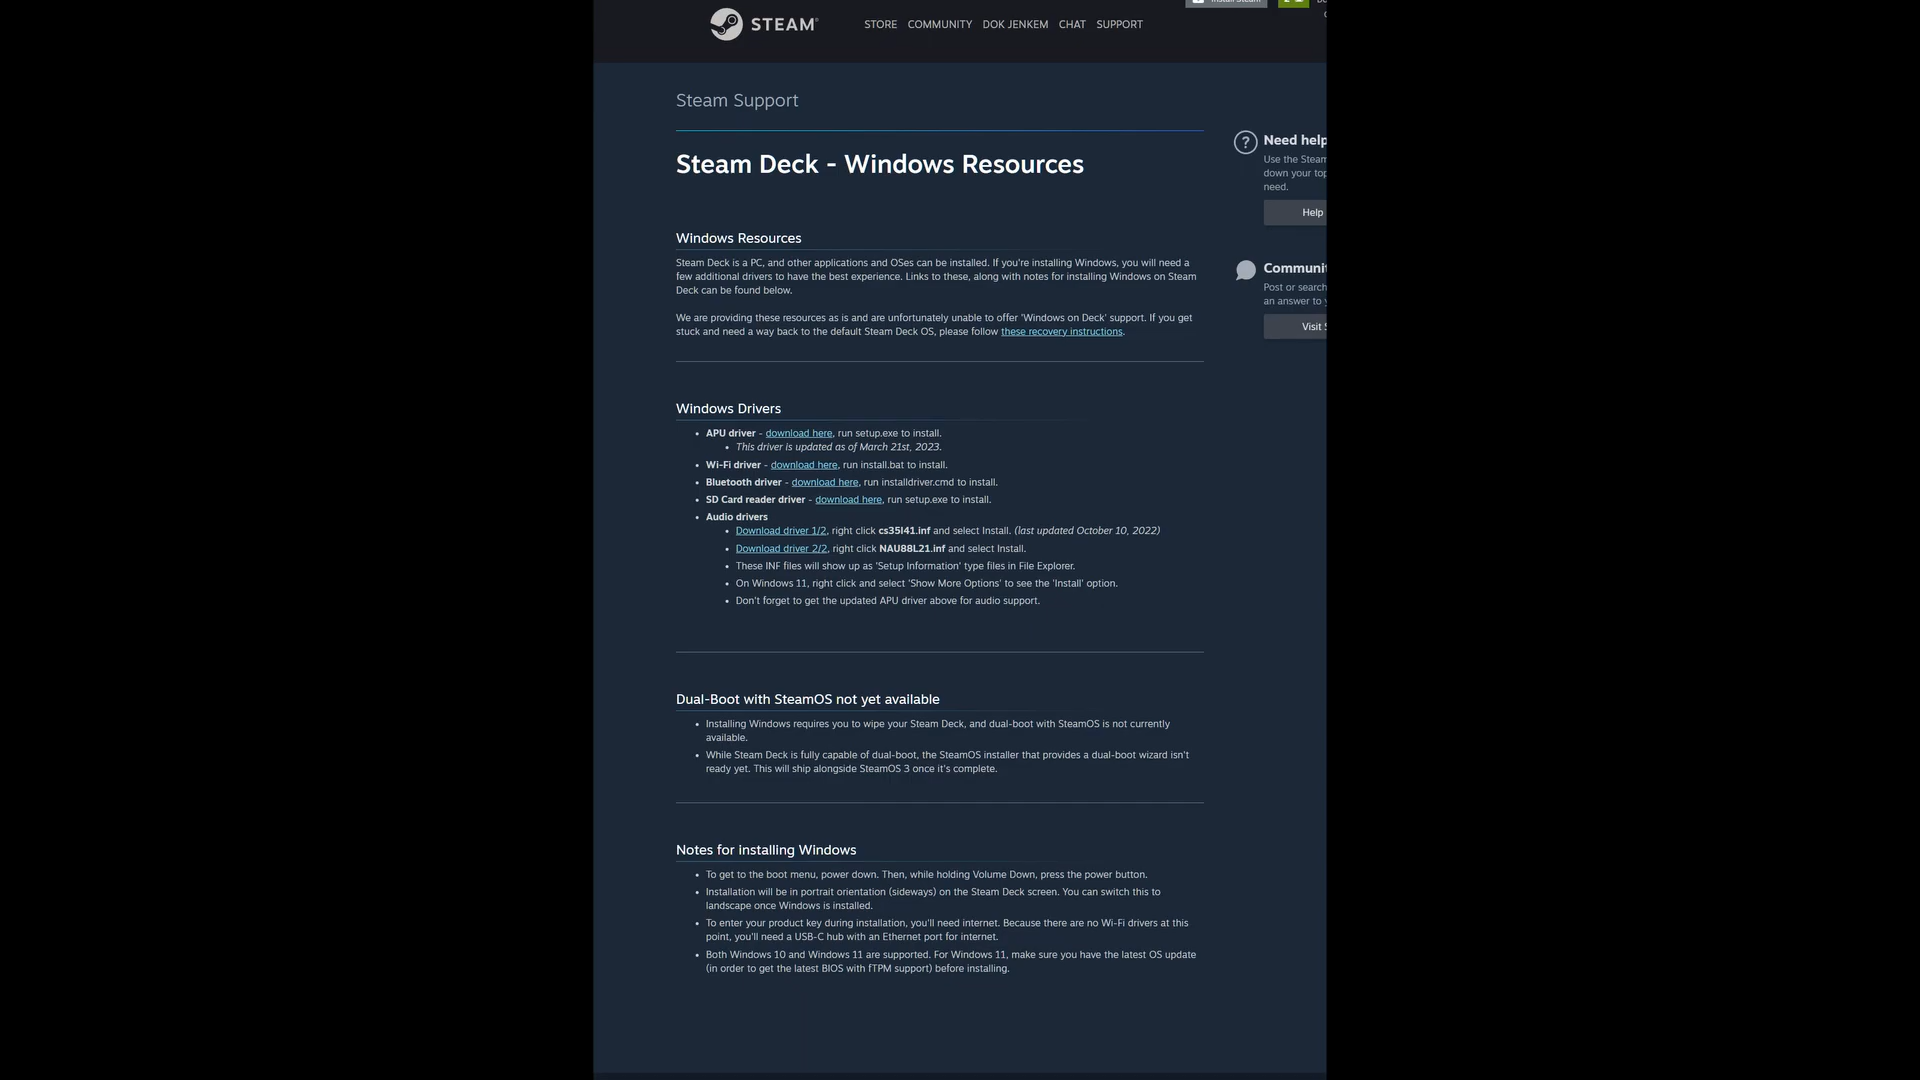 Install Steam
STEAM®
STORE COMMUNITY DOK JENKEM CHAT SUPPORT
Steam Support
Steam Deck - Windows Resources
Windows Resources
Steam Deck is a PC, and other applications and OSes can be installed. If you're installing Windows, you will need a
few additional drivers to have the best experience. Links to these, along with notes for installing Windows on Steam
Deck can be found below.
We are providing these resources as is and are unfortunately unable to offer 'Windows on Deck' support. If you get
stuck and need a way back to the default Steam Deck OS, please follow these recovery instructions.
Windows Drivers
• APU driver - download here, run setup.exe to install.
• This driver is updated as of March 21st, 2023.
• Wi-Fi driver - download here, run install.bat to install.
• Bluetooth driver - download here, run installdriver.cmd to install.
• SD Card reader driver - download here, run setup.exe to install.
• Audio drivers
• Download driver 1/2, right click cs35l41.inf and select Install. (last updated October 10, 2022)
• Download driver 2/2, right click NAU88L21.inf and select Install.
• These INF files will show up as 'Setup Information' type files in File Explorer.
• On Windows 11, right click and select 'Show More Options' to see the 'Install' option.
• Don't forget to get the updated APU driver above for audio support.
Dual-Boot with SteamOS not yet available
• Installing Windows requires you to wipe your Steam Deck, and dual-boot with SteamOS is not currently
available.
• While Steam Deck is fully capable of dual-boot, the SteamOS installer that provides a dual-boot wizard isn't
ready yet. This will ship alongside SteamOS 3 once it's complete.
Notes for installing Windows
• To get to the boot menu, power down. Then, while holding Volume Down, press the power button.
• Installation will be in portrait orientation (sideways) on the Steam Deck screen. You can switch this to
landscape once Windows is installed.
• To enter your product key during installation, you'll need internet. Because there are no Wi-Fi drivers at this
point, you'll need a USB-C hub with an Ethernet port for internet.
• Both Windows 10 and Windows 11 are supported. For Windows 11, make sure you have the latest OS update
(in order to get the latest BIOS with fTPM support) before installing.
? Need help
Use the Steam
down your top
need.
Help
Communit
Post or search
an answer to y
Visit S